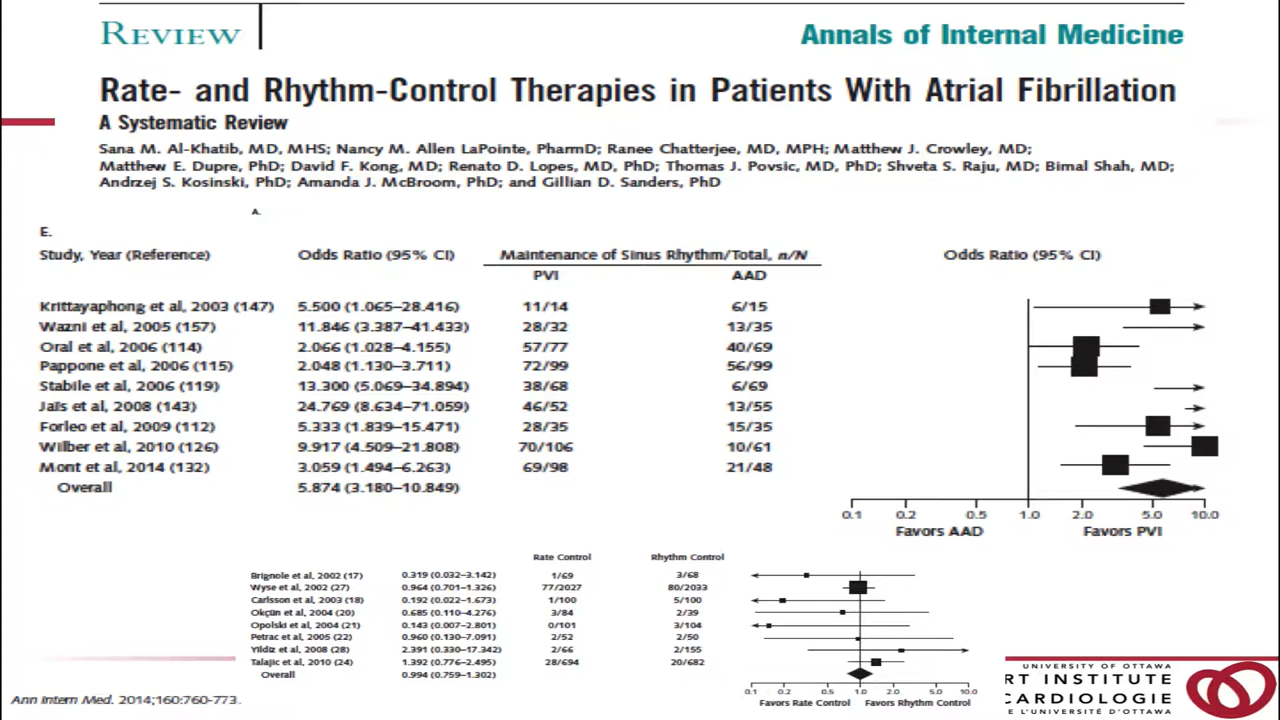 REVIEW
Annals of Internal Medicine
Rate- and Rhythm-Control Therapies in Patients With Atrial Fibrillation
A Systematic Review
Sana M. Al-Khatib, MD, MHS; Nancy M. Allen LaPointe, PharmD; Ranee Chatterjee, MD, MPH; Matthew J. Crowley, MD;
Matthew E. Dupre, PhD; David F. Kong, MD; Renato D. Lopes, MD, PhD; Thomas J. Povsic, MD, PhD; Shveta S. Raju, MD; Bimal Shah, MD;
Andrzej S. Kosinski, PhD; Amanda J. McBroom, PhD; and Gillian D. Sanders, PhD
A.
E.
Study, Year (Reference) Odds Ratio (95% CI) Maintenance of Sinus Rhythm/Total, n/N Odds Ratio (95% CI)
PVI AAD
Krittayaphong et al, 2003 (147) 5.500 (1.065–28.416) 11/14 6/15
Wazni et al, 2005 (157) 11.846 (3.387–41.433) 28/32 13/35
Oral et al, 2006 (114) 2.066 (1.028–4.155) 57/77 40/69
Pappone et al, 2006 (115) 2.048 (1.130–3.711) 72/99 56/99
Stabile et al, 2006 (119) 13.300 (5.069–34.894) 38/68 6/69
Jaïs et al, 2008 (143) 24.769 (8.634–71.059) 46/52 13/55
Forleo et al, 2009 (112) 5.333 (1.839–15.471) 28/35 15/35
Wilber et al, 2010 (126) 9.917 (4.509–21.808) 70/106 10/61
Mont et al, 2014 (132) 3.059 (1.494–6.263) 69/98 21/48
Overall 5.874 (3.180–10.849)
0.1 0.2 0.5 1.0 2.0 5.0 10.0
Favors AAD Favors PVI
Rate Control Rhythm Control
Brignole et al, 2002 (17) 0.319 (0.032–3.142) 1/69 3/68
Wyse et al, 2002 (27) 0.964 (0.701–1.326) 77/2027 80/2033
Carlsson et al, 2003 (18) 0.192 (0.022–1.673) 1/100 5/100
Okçün et al, 2004 (20) 0.685 (0.110–4.276) 3/84 2/39
Opolski et al, 2004 (21) 0.143 (0.007–2.801) 0/101 3/104
Petrac et al, 2005 (22) 0.960 (0.130–7.091) 2/52 2/50
Yildiz et al, 2008 (28) 2.391 (0.330–17.342) 2/66 2/155
Talajic et al, 2010 (24) 1.392 (0.776–2.495) 28/694 20/682
Overall 0.994 (0.759–1.302)
0.1 0.2 0.5 1.0 2.0 5.0 10.0
Favors Rate Control Favors Rhythm Control
Ann Intern Med. 2014;160:760-773.
UNIVERSITY OF OTTAWA
RT INSTITUTE
CARDIOLOGIE
E L'UNIVERSITÉ D'OTTAWA